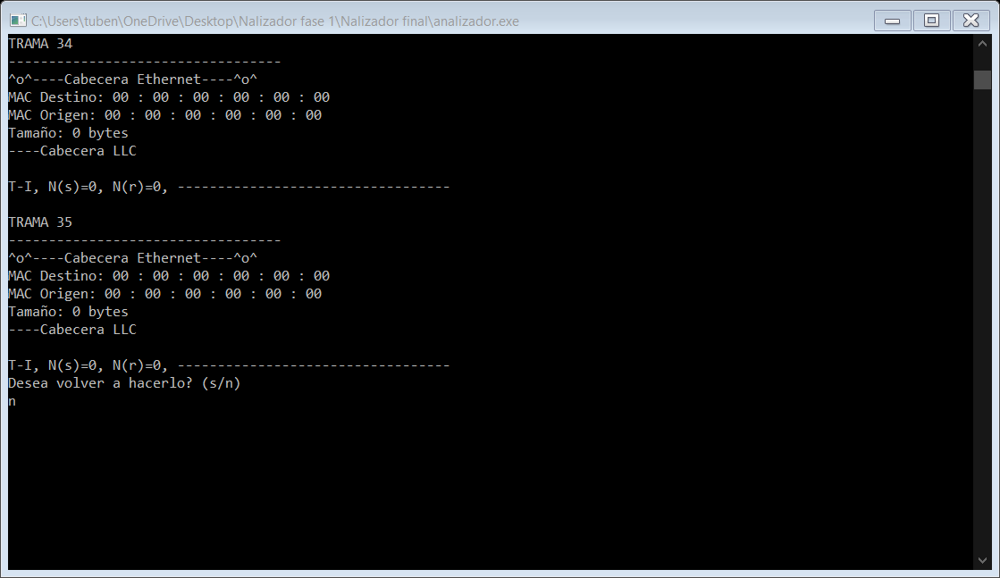 C:\Users\tuben\OneDrive\Desktop\Nalizador fase 1\Nalizador final\analizador.exe
TRAMA 34
----------------------------------
^o^----Cabecera Ethernet----^o^
MAC Destino: 00 : 00 : 00 : 00 : 00 : 00
MAC Origen: 00 : 00 : 00 : 00 : 00 : 00
Tamaño: 0 bytes
----Cabecera LLC
T-I, N(s)=0, N(r)=0, ----------------------------------
TRAMA 35
----------------------------------
^o^----Cabecera Ethernet----^o^
MAC Destino: 00 : 00 : 00 : 00 : 00 : 00
MAC Origen: 00 : 00 : 00 : 00 : 00 : 00
Tamaño: 0 bytes
----Cabecera LLC
T-I, N(s)=0, N(r)=0, ----------------------------------
Desea volver a hacerlo? (s/n)
n